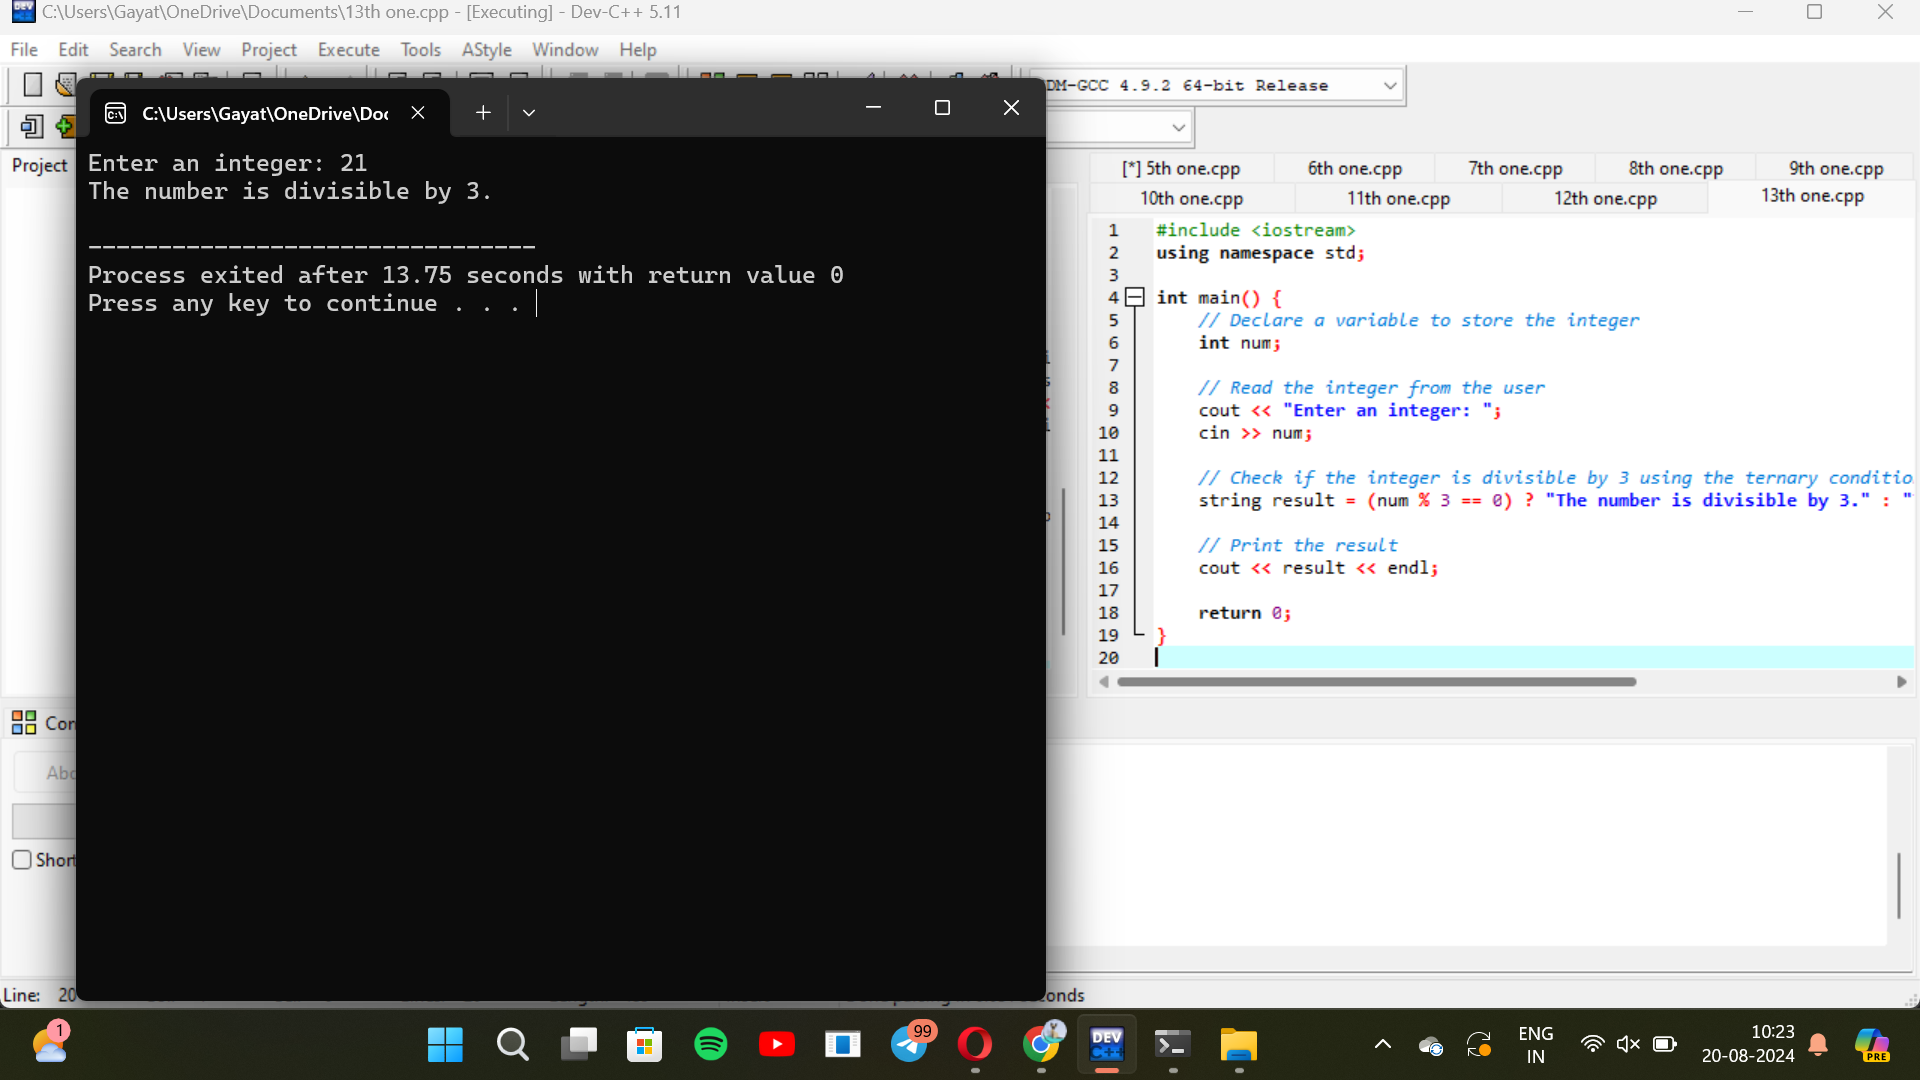 C:\Users\Gayat\OneDrive\Documents\13th one.cpp - [Executing] - Dev-C++ 5.11
File Edit Search View Project Execute Tools AStyle Window Help
-GCC 4.9.2 64-bit Release
C:\Users\Gayat\OneDrive\Do
Project
Enter an integer: 21
The number is divisible by 3.
--------------------------------
Process exited after 13.75 seconds with return value 0
Press any key to continue . . .
[*] 5th one.cpp 6th one.cpp 7th one.cpp 8th one.cpp 9th one.cpp
10th one.cpp 11th one.cpp 12th one.cpp 13th one.cpp
1 #include <iostream>
2 using namespace std;
3
4 int main() {
5 // Declare a variable to store the integer
6 int num;
7
8 // Read the integer from the user
9 cout << "Enter an integer: ";
10 cin >> num;
11
12 // Check if the integer is divisible by 3 using the ternary conditio
13 string result = (num % 3 == 0) ? "The number is divisible by 3." : "
14
15 // Print the result
16 cout << result << endl;
17
18 return 0;
19 }
20
Short
Line: 20
onds
1
99
DEV C++
ENG
IN
10:23
20-08-2024
PRE